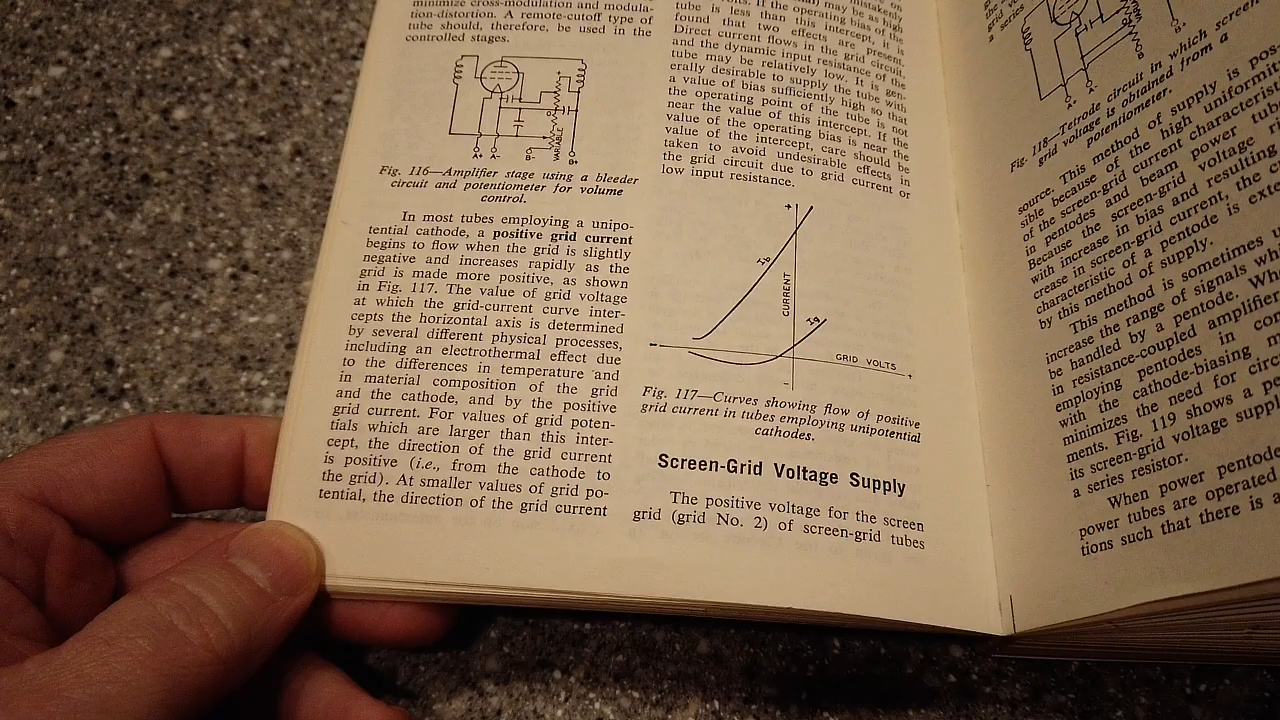 minimize cross-modulation and modula-
tion-distortion. A remote-cutoff type of
tube should, therefore, be used in the
controlled stages.
A+
A-
B-
VARIABLE
B+
Fig. 116—Amplifier stage using a bleeder
circuit and potentiometer for volume
control.
In most tubes employing a unipo-
tential cathode, a positive grid current
begins to flow when the grid is slightly
negative and increases rapidly as the
grid is made more positive, as shown
in Fig. 117. The value of grid voltage
at which the grid-current curve inter-
cepts the horizontal axis is determined
by several different physical processes,
including an electrothermal effect due
to the differences in temperature and
in material composition of the grid
and the cathode, and by the positive
grid current. For values of grid poten-
tials which are larger than this inter-
cept, the direction of the grid current
is positive (i.e., from the cathode to
the grid). At smaller values of grid po-
tential, the direction of the grid current
may be as high
If the operating bias of the
tube is less than this intercept, it is
found that two effects are present.
Direct current flows in the grid circuit,
and the dynamic input resistance of the
tube may be relatively low. It is gen-
erally desirable to supply the tube with
a value of bias sufficiently high so that
the operating point of the tube is not
near the value of this intercept. If the
value of the operating bias is near the
value of the intercept, care should be
taken to avoid undesirable effects in
the grid circuit due to grid current or
low input resistance.
+
CURRENT
GRID VOLTS
-
+
-
Fig. 117—Curves showing flow of positive
grid current in tubes employing unipotential
cathodes.
Screen-Grid Voltage Supply
The positive voltage for the screen
grid (grid No. 2) of screen-grid tubes
a series
A+
A-
B+
Fig. 118—Tetrode circuit in which screen
grid voltage is obtained from a
potentiometer.
source. This method of supply is
sible because of the high uniformi
of the screen-grid current characterist
in pentodes and beam power
Because the screen-grid voltage
with increase in bias and resulting
crease in screen-grid current, the
characteristic of a pentode is
by this method of supply.
This method is sometimes
increase the range of signals
be handled by a pentode.
in resistance-coupled amplifier
employing pentodes in
with the cathode-biasing
minimizes the need for
ments. Fig. 119 shows a
its screen-grid voltage
a series resistor.
When power
power tubes are operated
tions such that there is a